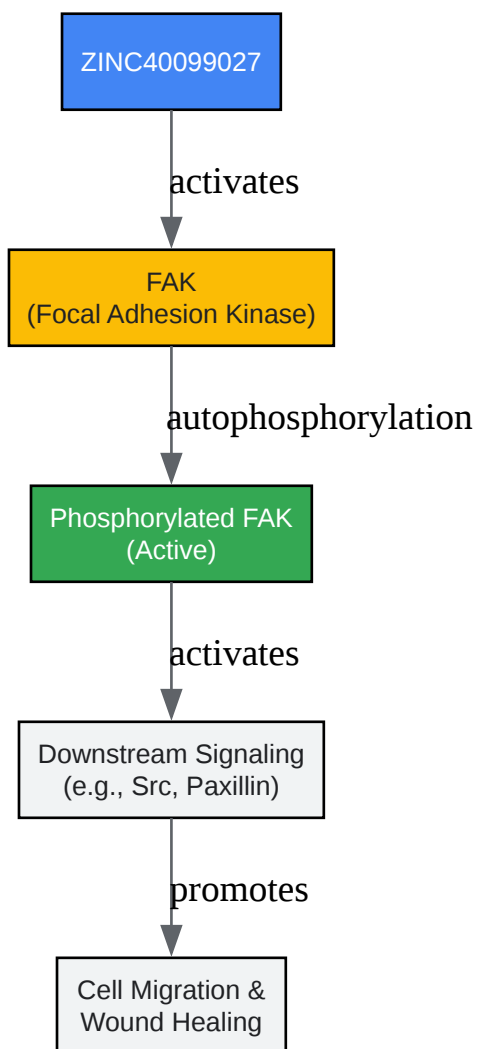 ZINC40099027
activates
FAK
(Focal Adhesion Kinase)
autophosphorylation
Phosphorylated FAK
(Active)
activates
Downstream Signaling
(e.g., Src, Paxillin)
promotes
Cell Migration &
Wound Healing